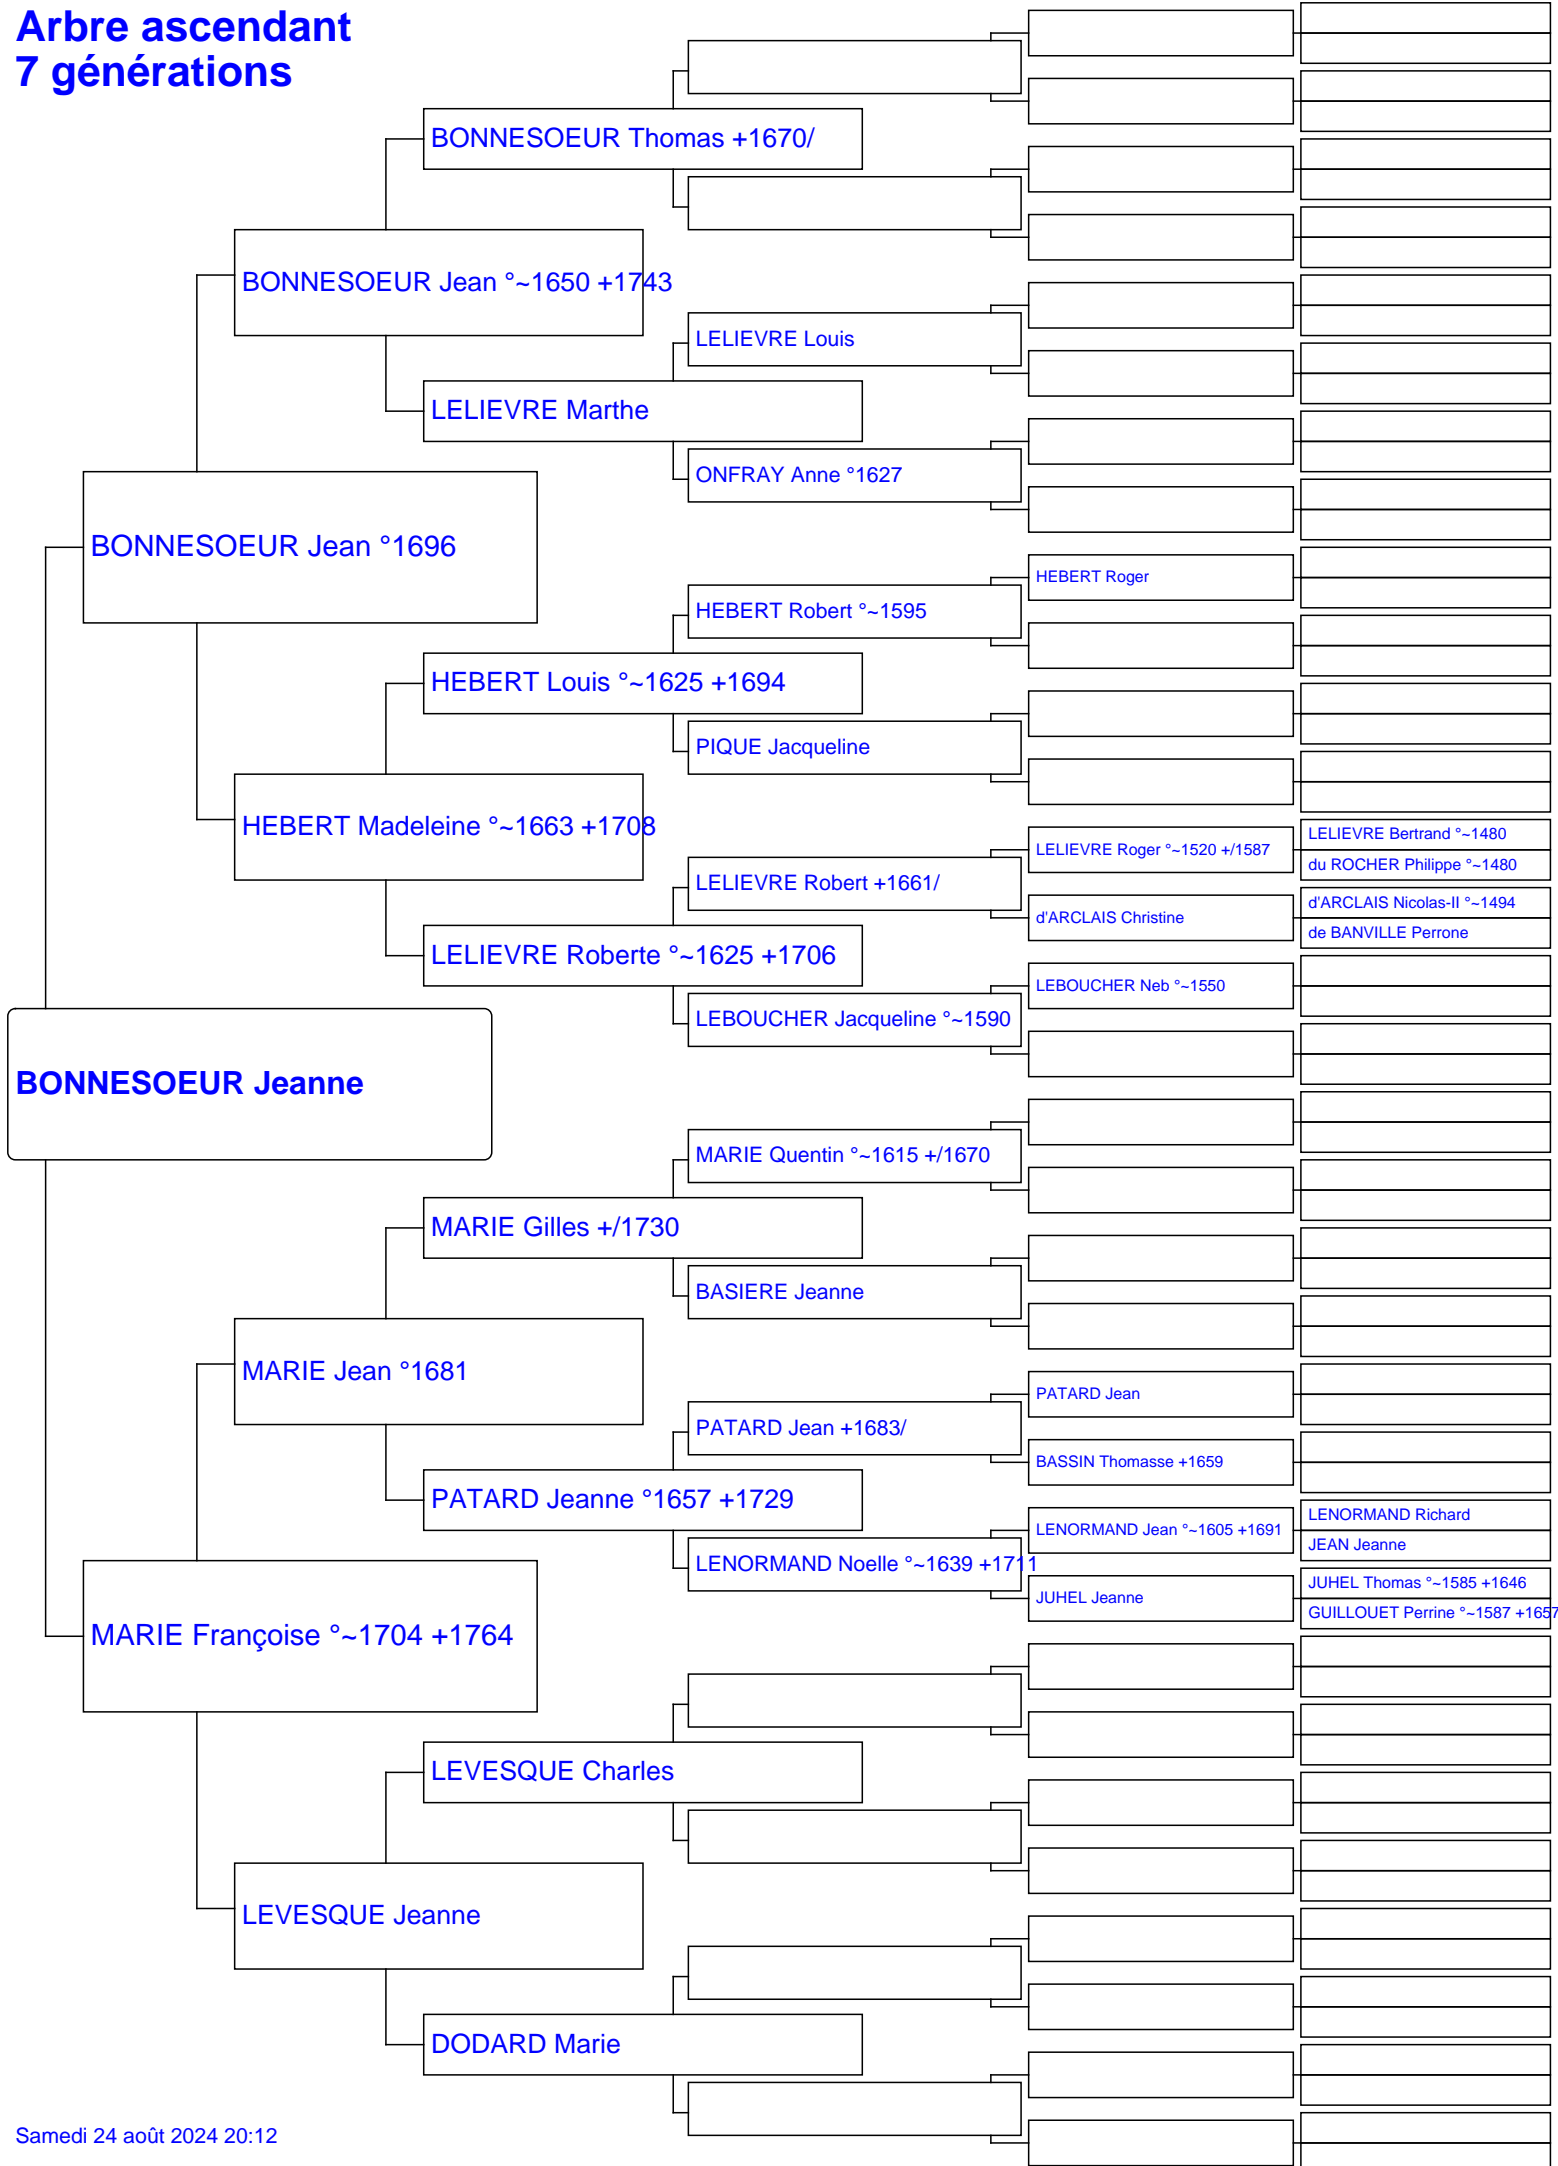 Arbre ascendant
7 générations
BONNESOEUR Thomas +1670/
BONNESOEUR Jean °~1650 +1743
LELIEVRE Louis
LELIEVRE Marthe
ONFRAY Anne °1627
BONNESOEUR Jean °1696
HEBERT Roger
HEBERT Robert °~1595
HEBERT Louis °~1625 +1694
PIQUE Jacqueline
HEBERT Madeleine °~1663 +1708
LELIEVRE Bertrand °~1480
LELIEVRE Roger °~1520 +/1587
du ROCHER Philippe °~1480
LELIEVRE Robert +1661/
d'ARCLAIS Nicolas-II °~1494
d'ARCLAIS Christine
de BANVILLE Perrone
LELIEVRE Roberte °~1625 +1706
LEBOUCHER Neb °~1550
LEBOUCHER Jacqueline °~1590
BONNESOEUR Jeanne
MARIE Quentin °~1615 +/1670
MARIE Gilles +/1730
BASIERE Jeanne
MARIE Jean °1681
PATARD Jean
PATARD Jean +1683/
BASSIN Thomasse +1659
PATARD Jeanne °1657 +1729
LENORMAND Richard
LENORMAND Jean °~1605 +1691
JEAN Jeanne
LENORMAND Noelle °~1639 +1711
JUHEL Thomas °~1585 +1646
JUHEL Jeanne
GUILLOUET Perrine °~1587 +1657
MARIE Françoise °~1704 +1764
LEVESQUE Charles
LEVESQUE Jeanne
DODARD Marie
Samedi 24 août 2024 20:12